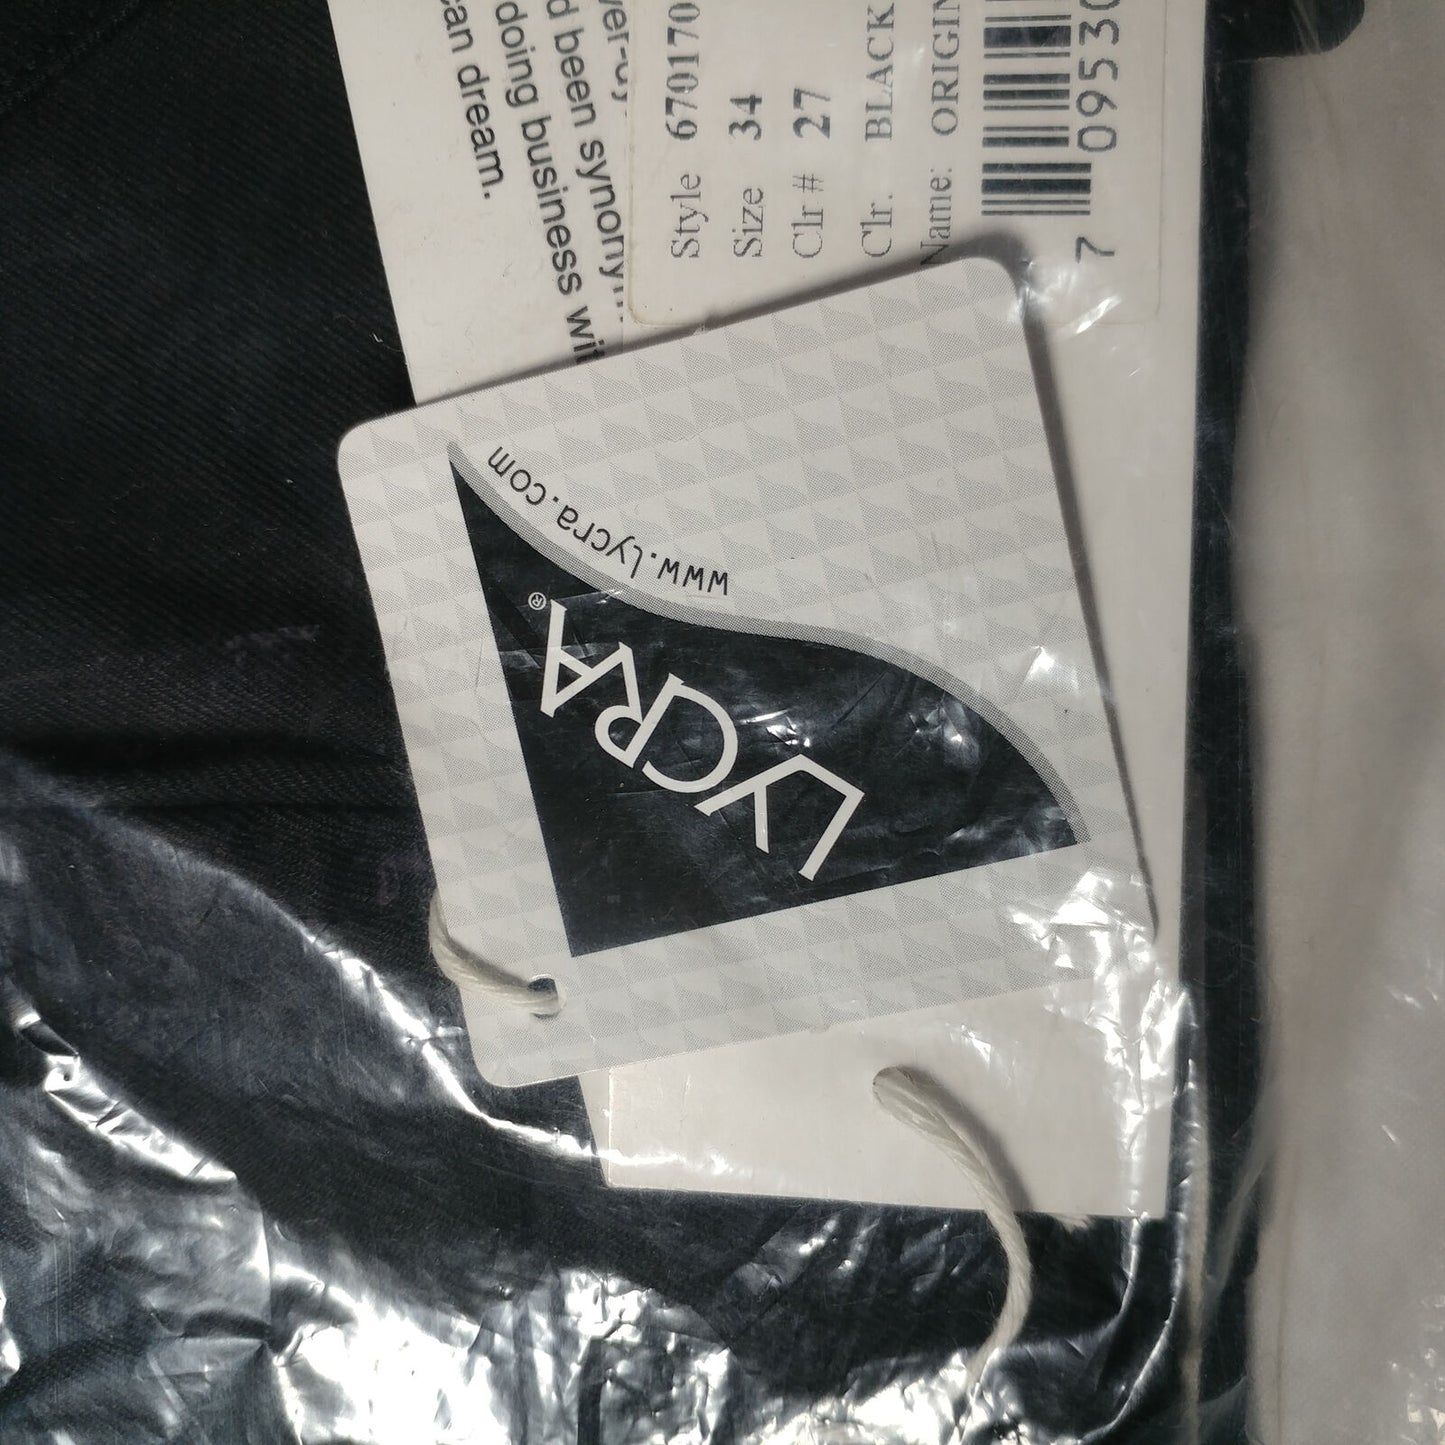 d been synony
doing business wit
can dream.
Style 670170
Size 34
Clr # 27
Clr. BLACK
Name: ORIGIN
7 09530
www.lycra.com
LYCRA®